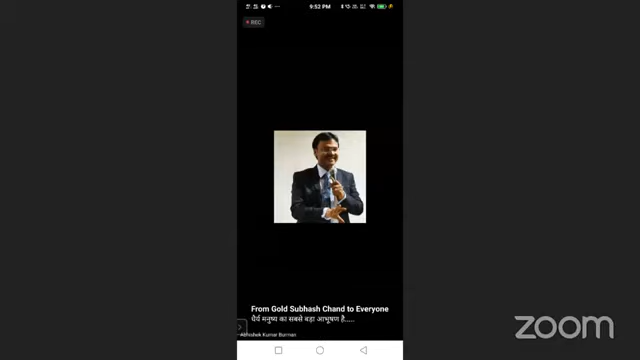 9:52 PM
REC
From Gold Subhash Chand to Everyone
धैर्य मनुष्य का सबसे बड़ा आभूषण है.....
Abhishek Kumar Burman
zoom